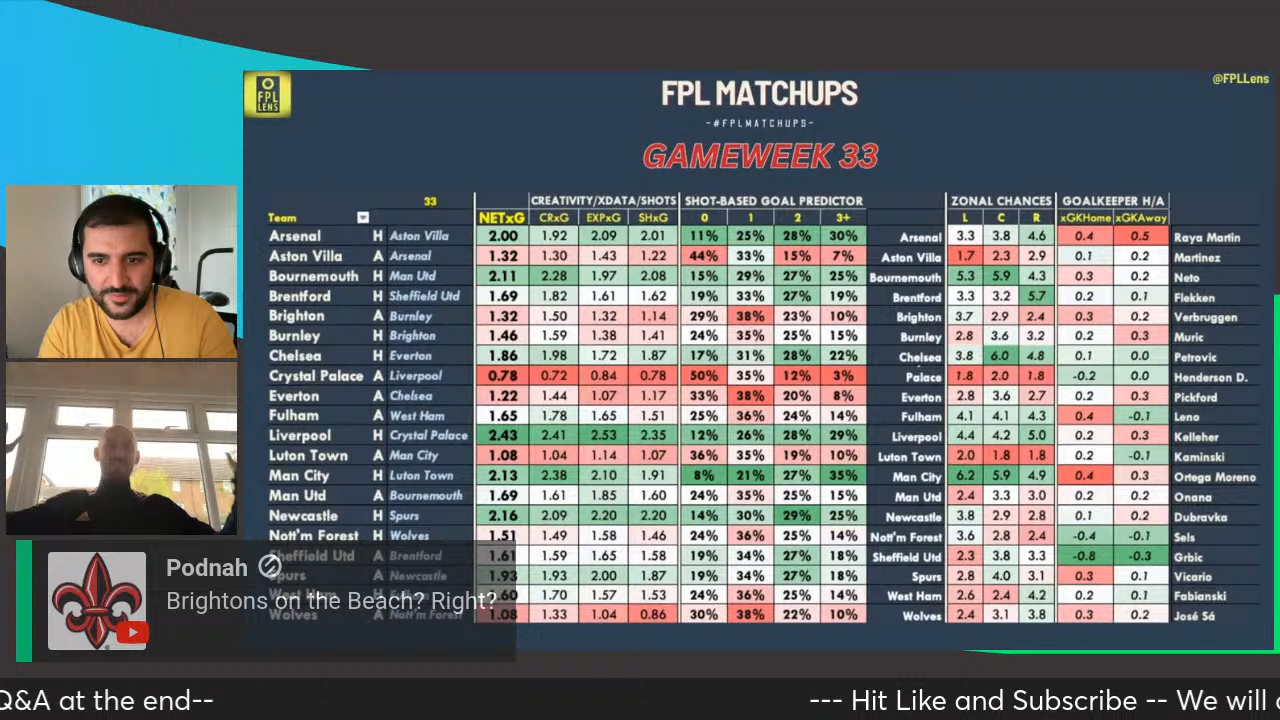 FPL LENS
@FPLLens
FPL MATCHUPS
-#FPLMATCHUPS-
GAMEWEEK 33
33 CREATIVITY/XDATA/SHOTS SHOT-BASED GOAL PREDICTOR ZONAL CHANCES GOALKEEPER H/A
Team NETxG CRxG EXPxG SHxG 0 1 2 3+ L C R xGKHome xGKAway
Arsenal H Aston Villa 2.00 1.92 2.09 2.01 11% 25% 28% 30% Arsenal 3.3 3.8 4.6 0.4 0.5 Raya Martin
Aston Villa A Arsenal 1.32 1.30 1.43 1.22 44% 33% 15% 7% Aston Villa 1.7 2.3 2.9 0.1 0.2 Martinez
Bournemouth H Man Utd 2.11 2.28 1.97 2.08 15% 29% 27% 25% Bournemouth 5.3 5.9 4.3 0.3 0.2 Neto
Brentford H Sheffield Utd 1.69 1.82 1.61 1.62 19% 33% 27% 19% Brentford 3.3 3.2 5.7 0.2 0.1 Flekken
Brighton A Burnley 1.32 1.50 1.32 1.14 29% 38% 23% 10% Brighton 3.7 2.9 2.4 0.3 0.2 Verbruggen
Burnley H Brighton 1.46 1.59 1.38 1.41 24% 35% 25% 15% Burnley 2.8 3.6 3.2 0.2 0.3 Muric
Chelsea H Everton 1.86 1.98 1.72 1.87 17% 31% 28% 22% Chelsea 3.8 6.0 4.8 0.1 0.0 Petrovic
Crystal Palace A Liverpool 0.78 0.72 0.84 0.78 50% 35% 12% 3% Palace 1.8 2.0 1.8 -0.2 0.0 Henderson D.
Everton A Chelsea 1.22 1.44 1.07 1.17 33% 38% 20% 8% Everton 2.8 3.6 2.7 0.2 0.3 Pickford
Fulham A West Ham 1.65 1.78 1.65 1.51 25% 36% 24% 14% Fulham 4.1 4.1 4.3 0.4 -0.1 Leno
Liverpool H Crystal Palace 2.43 2.41 2.53 2.35 12% 26% 28% 29% Liverpool 4.4 4.2 5.0 0.2 0.3 Kelleher
Luton Town A Man City 1.08 1.04 1.14 1.07 36% 35% 19% 10% Luton Town 2.0 1.8 1.8 0.2 -0.1 Kaminski
Man City H Luton Town 2.13 2.38 2.10 1.91 8% 21% 27% 35% Man City 6.2 5.9 4.9 0.4 0.3 Ortega Moreno
Man Utd A Bournemouth 1.69 1.61 1.85 1.60 24% 35% 25% 15% Man Utd 2.4 3.3 3.0 0.2 0.2 Onana
Newcastle H Spurs 2.16 2.09 2.20 2.20 14% 30% 29% 25% Newcastle 3.8 2.9 2.8 0.1 0.2 Dubravka
Nott'm Forest H Wolves 1.51 1.49 1.58 1.46 24% 36% 25% 14% Nott'm Forest 3.6 2.8 2.4 -0.4 -0.1 Sels
Sheffield Utd A Brentford 1.61 1.59 1.65 1.58 19% 34% 27% 18% Sheffield Utd 2.3 3.8 3.3 -0.8 -0.3 Grbic
Spurs A Newcastle 1.93 1.93 2.00 1.87 19% 34% 27% 18% Spurs 2.8 4.0 3.1 0.3 0.1 Vicario
West Ham H 1.60 1.70 1.57 1.53 24% 36% 25% 14% West Ham 2.6 2.4 4.2 0.2 0.1 Fabianski
Wolves A Nott'm Forest 1.08 1.33 1.04 0.86 30% 38% 22% 10% Wolves 2.4 3.1 3.8 0.3 0.2 José Sá
Podnah
Brightons on the Beach? Right?
Q&A at the end-- --- Hit Like and Subscribe -- We will